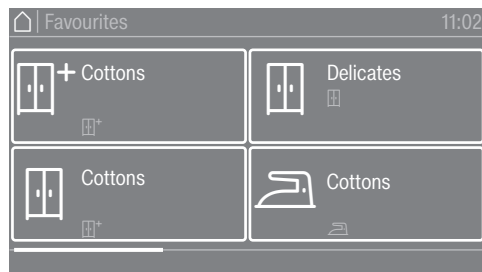 Favourites 11:02
+ Cottons
Delicates
+
Cottons
Cottons
+